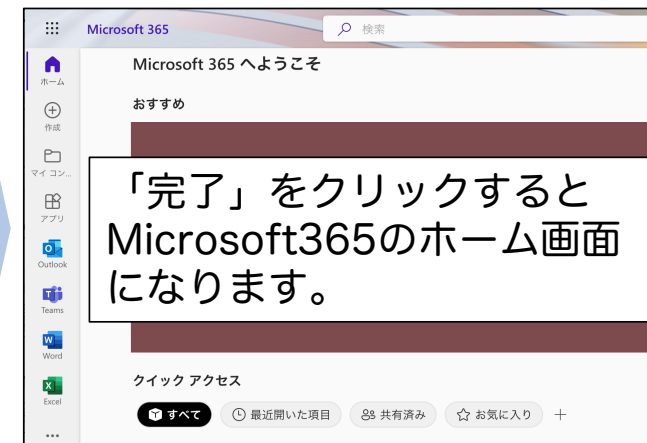 Microsoft 365
検索
ホーム
作成
マイ コン...
アプリ
Outlook
Teams
Word
Excel
Microsoft 365 へようこそ
おすすめ
「完了」をクリックすると
Microsoft365のホーム画面
になります。
クイック アクセス
すべて
最近開いた項目
共有済み
お気に入り